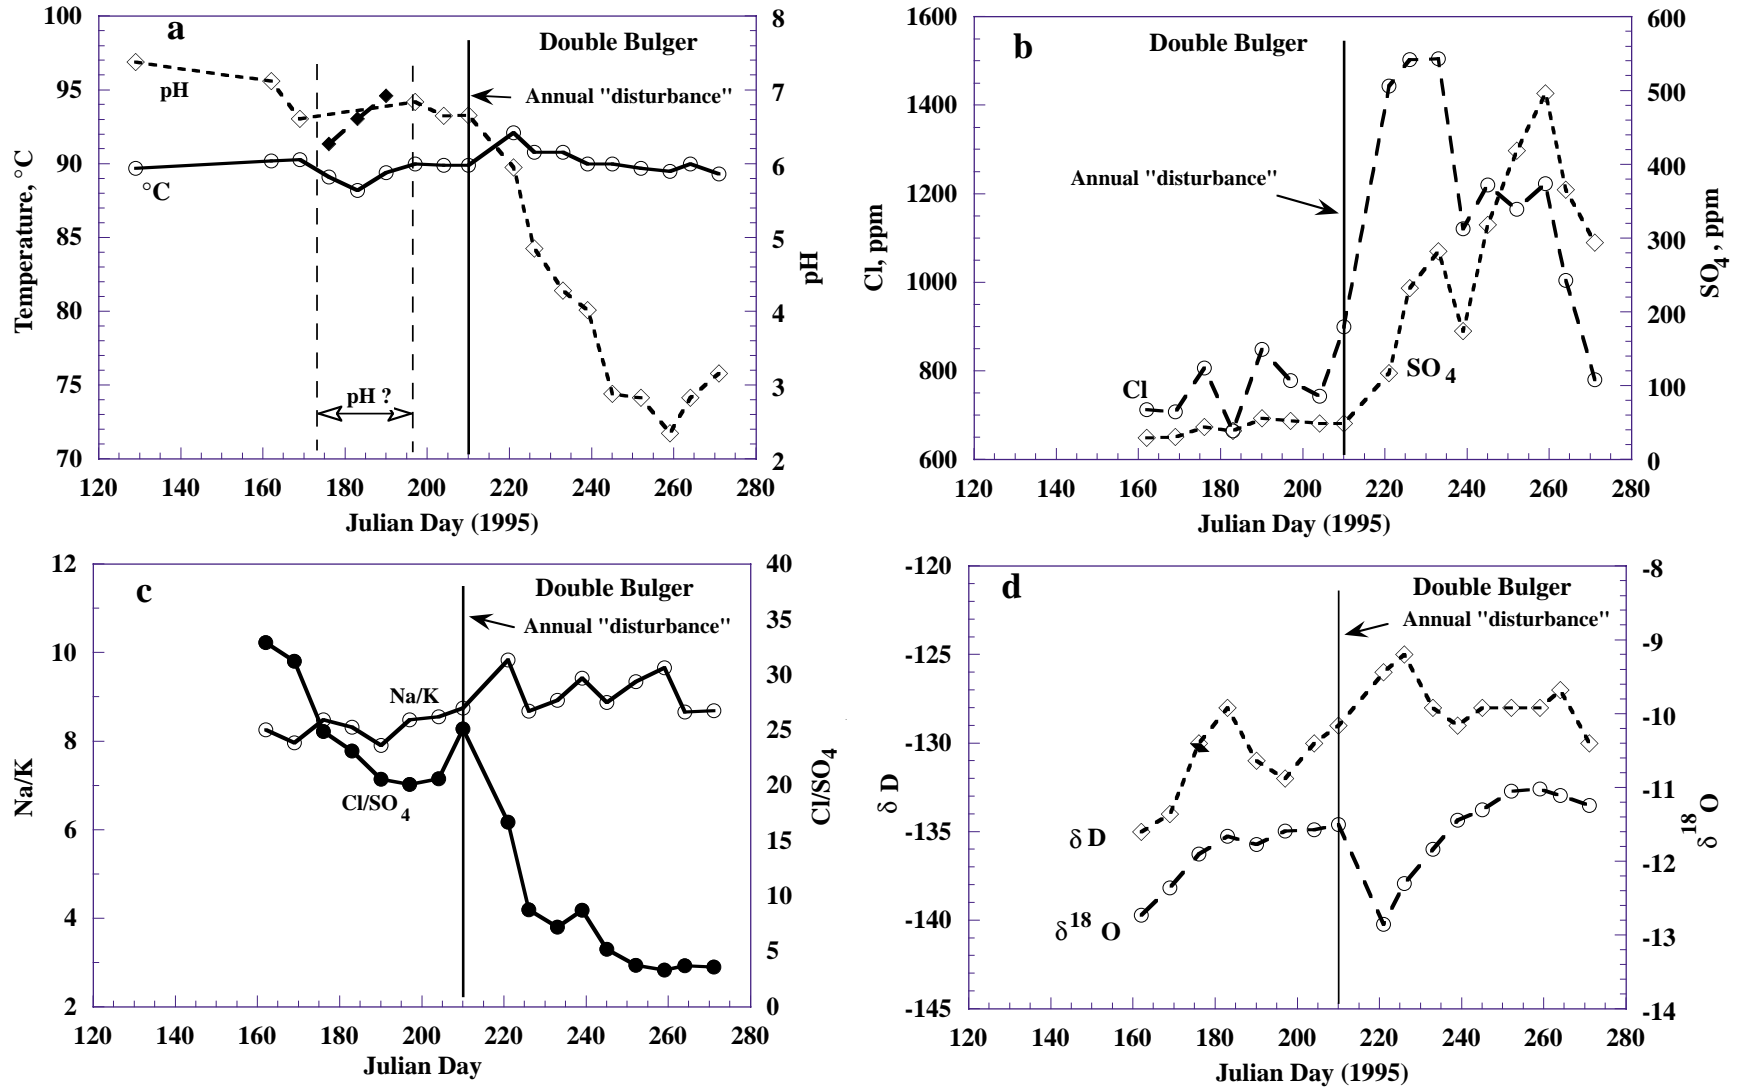 a
Double Bulger
pH
Annual "disturbance"
°C
pH ?
100
95
90
85
80
75
70
Temperature, °C
8
7
6
5
4
3
2
pH
120 140 160 180 200 220 240 260 280
Julian Day (1995)
b
Double Bulger
Annual "disturbance"
Cl
SO4
1600
1400
1200
1000
800
600
Cl, ppm
600
500
400
300
200
100
0
SO4 , ppm
120 140 160 180 200 220 240 260 280
Julian Day (1995)
c
Double Bulger
Annual "disturbance"
Na/K
Cl/SO4
12
10
8
6
4
2
Na/K
40
35
30
25
20
15
10
5
0
Cl/SO4
120 140 160 180 200 220 240 260 280
Julian Day
d
Double Bulger
Annual "disturbance"
δ D
δ18 O
-120
-125
-130
-135
-140
-145
δ D
-8
-9
-10
-11
-12
-13
-14
δ18O
120 140 160 180 200 220 240 260 280
Julian Day (1995)